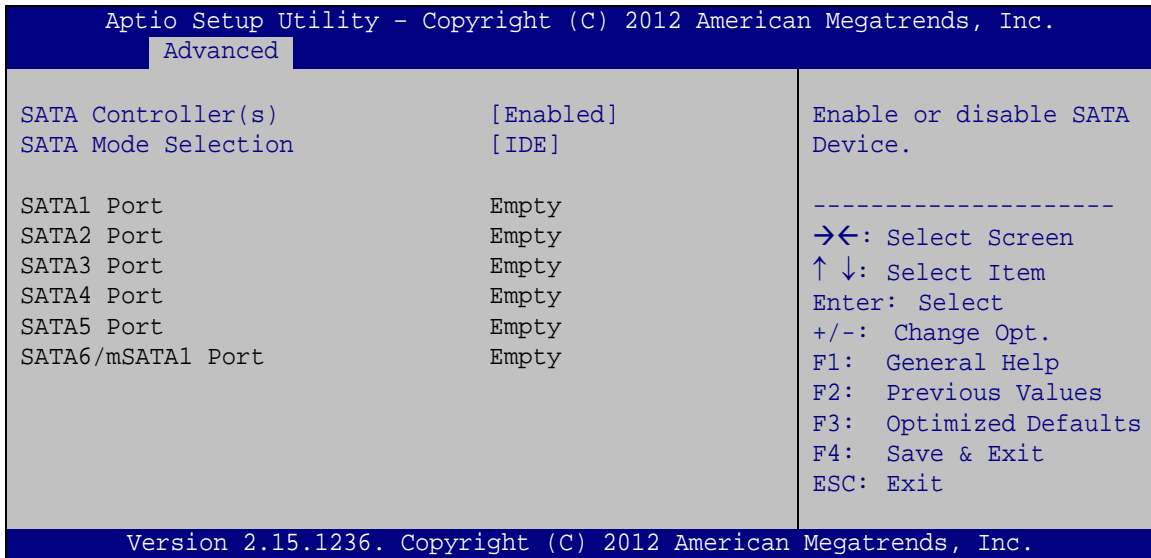 Aptio Setup Utility – Copyright (C) 2012 American Megatrends, Inc.
Advanced
SATA Controller(s) [Enabled]
SATA Mode Selection [IDE]
SATA1 Port Empty
SATA2 Port Empty
SATA3 Port Empty
SATA4 Port Empty
SATA5 Port Empty
SATA6/mSATA1 Port Empty
Enable or disable SATA
Device.
---------------------
→←: Select Screen
↑ ↓: Select Item
Enter: Select
+/-: Change Opt.
F1: General Help
F2: Previous Values
F3: Optimized Defaults
F4: Save & Exit
ESC: Exit
Version 2.15.1236. Copyright (C) 2012 American Megatrends, Inc.